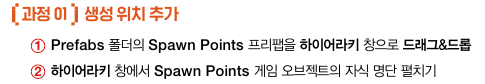 [과정 01] 생성 위치 추가
① Prefabs 폴더의 Spawn Points 프리팹을 하이어라키 창으로 드래그&드롭
② 하이어라키 창에서 Spawn Points 게임 오브젝트의 자식 명단 펼치기